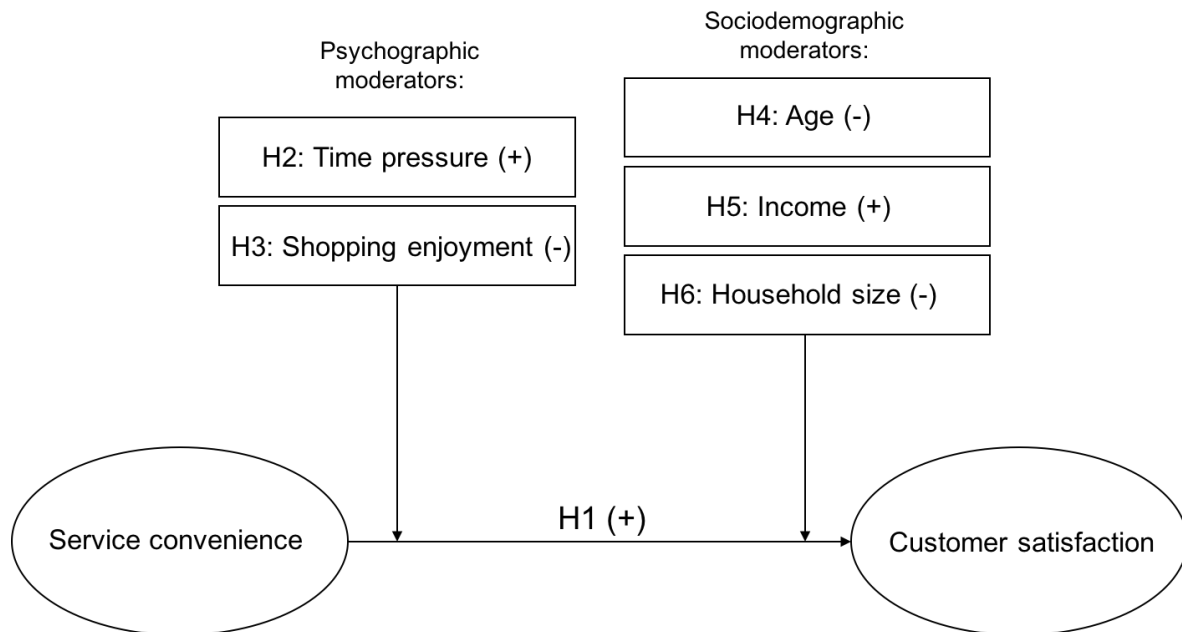 Psychographic
moderators:
H2: Time pressure (+)
H3: Shopping enjoyment (-)
Sociodemographic
moderators:
H4: Age (-)
H5: Income (+)
H6: Household size (-)
Service convenience
H1 (+)
Customer satisfaction